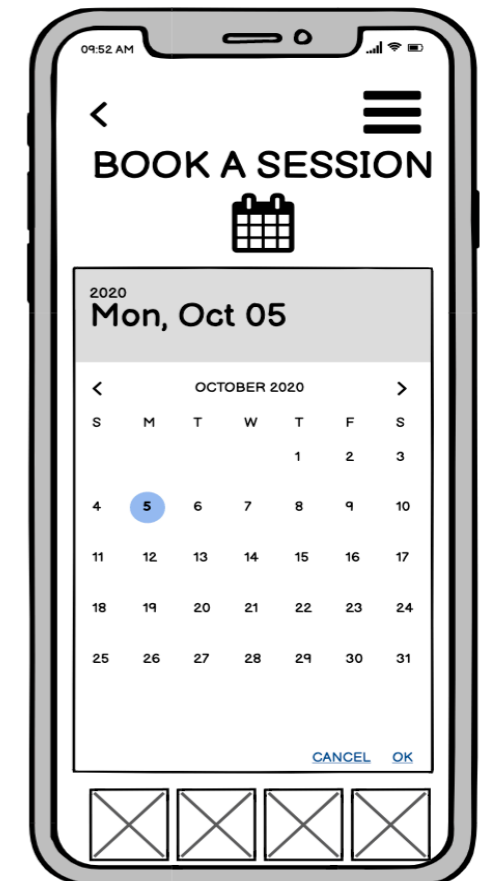 09:52 AM
BOOK A SESSION
2020
Mon, Oct 05
OCTOBER 2020
S M T W T F S
1 2 3
4 5 6 7 8 9 10
11 12 13 14 15 16 17
18 19 20 21 22 23 24
25 26 27 28 29 30 31
CANCEL OK